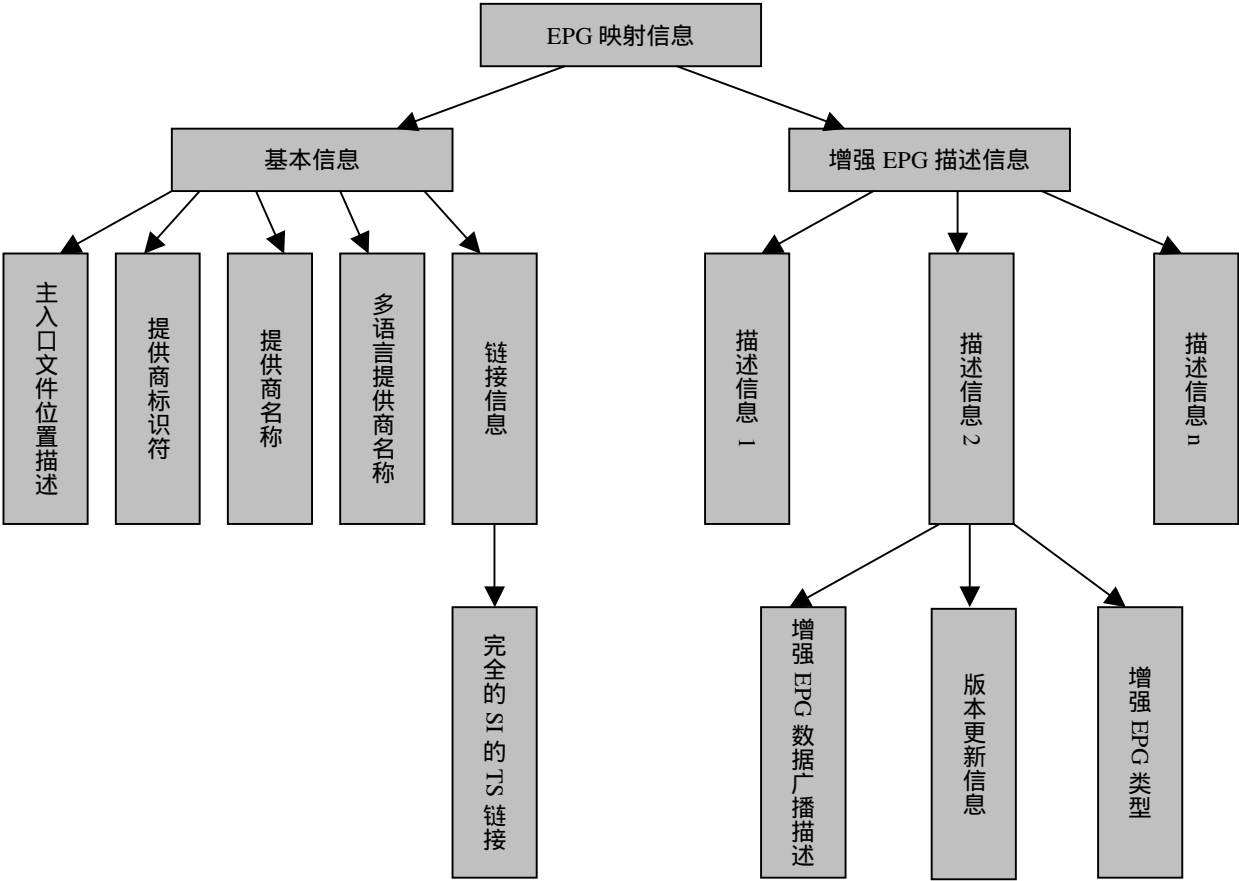 EPG 映射信息
基本信息
增强 EPG 描述信息
主入口文件位置描述
提供商标识符
提供商名称
多语言提供商名称
链接信息
描述信息 1
描述信息 2
描述信息 n
完全的 SI 的 TS 链接
增强 EPG 数据广播描述
版本更新信息
增强 EPG 类型